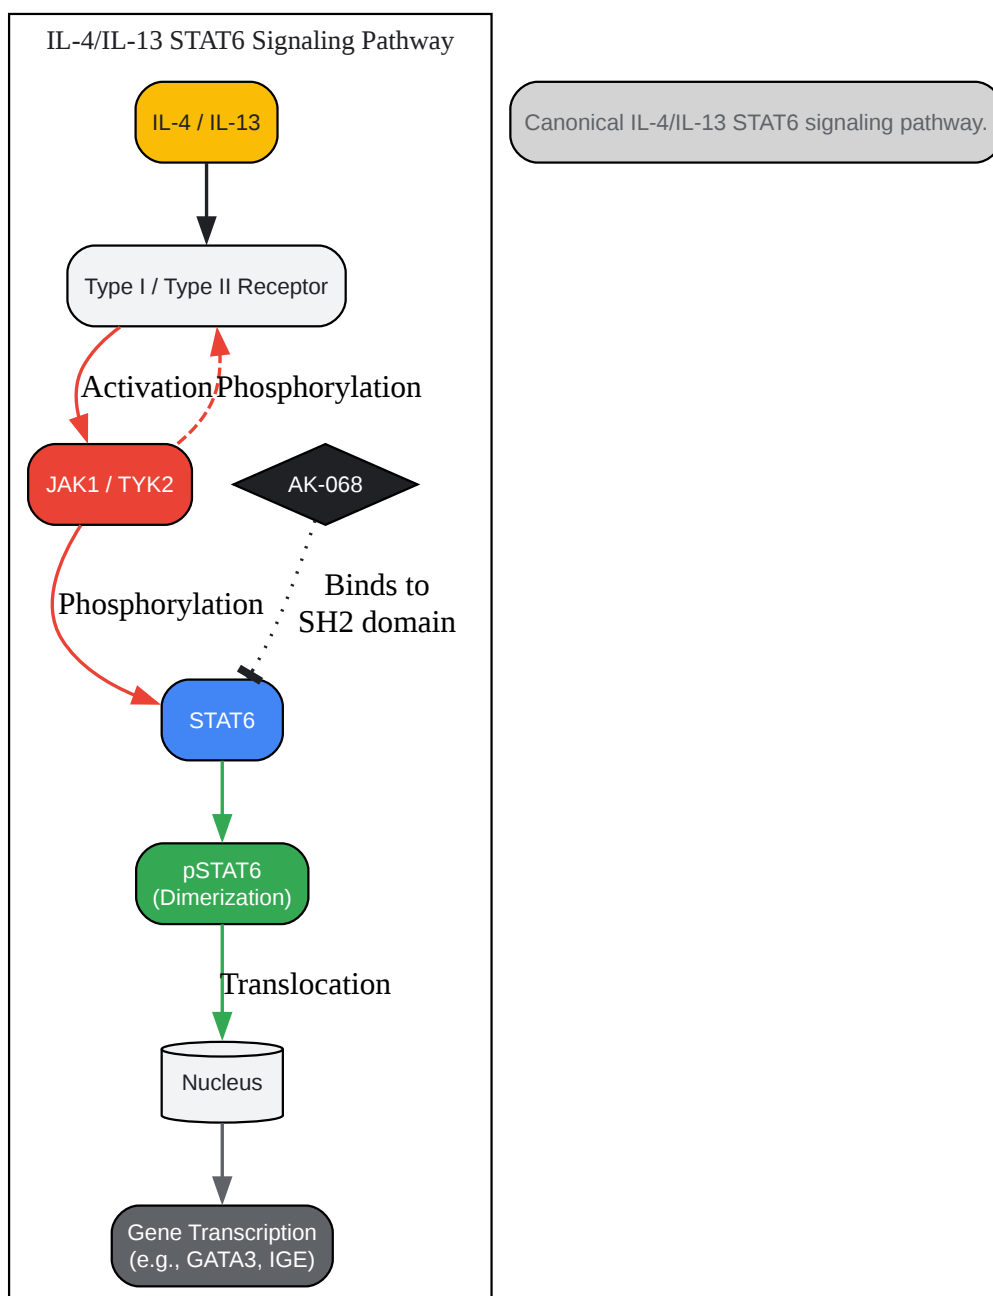 IL-4/IL-13 STAT6 Signaling Pathway
IL-4 / IL-13
Canonical IL-4/IL-13 STAT6 signaling pathway.
Type I / Type II Receptor
Activation
Phosphorylation
JAK1 / TYK2
AK-068
Phosphorylation
Binds to
SH2 domain
STAT6
pSTAT6
(Dimerization)
Translocation
Nucleus
Gene Transcription
(e.g., GATA3, IGE)